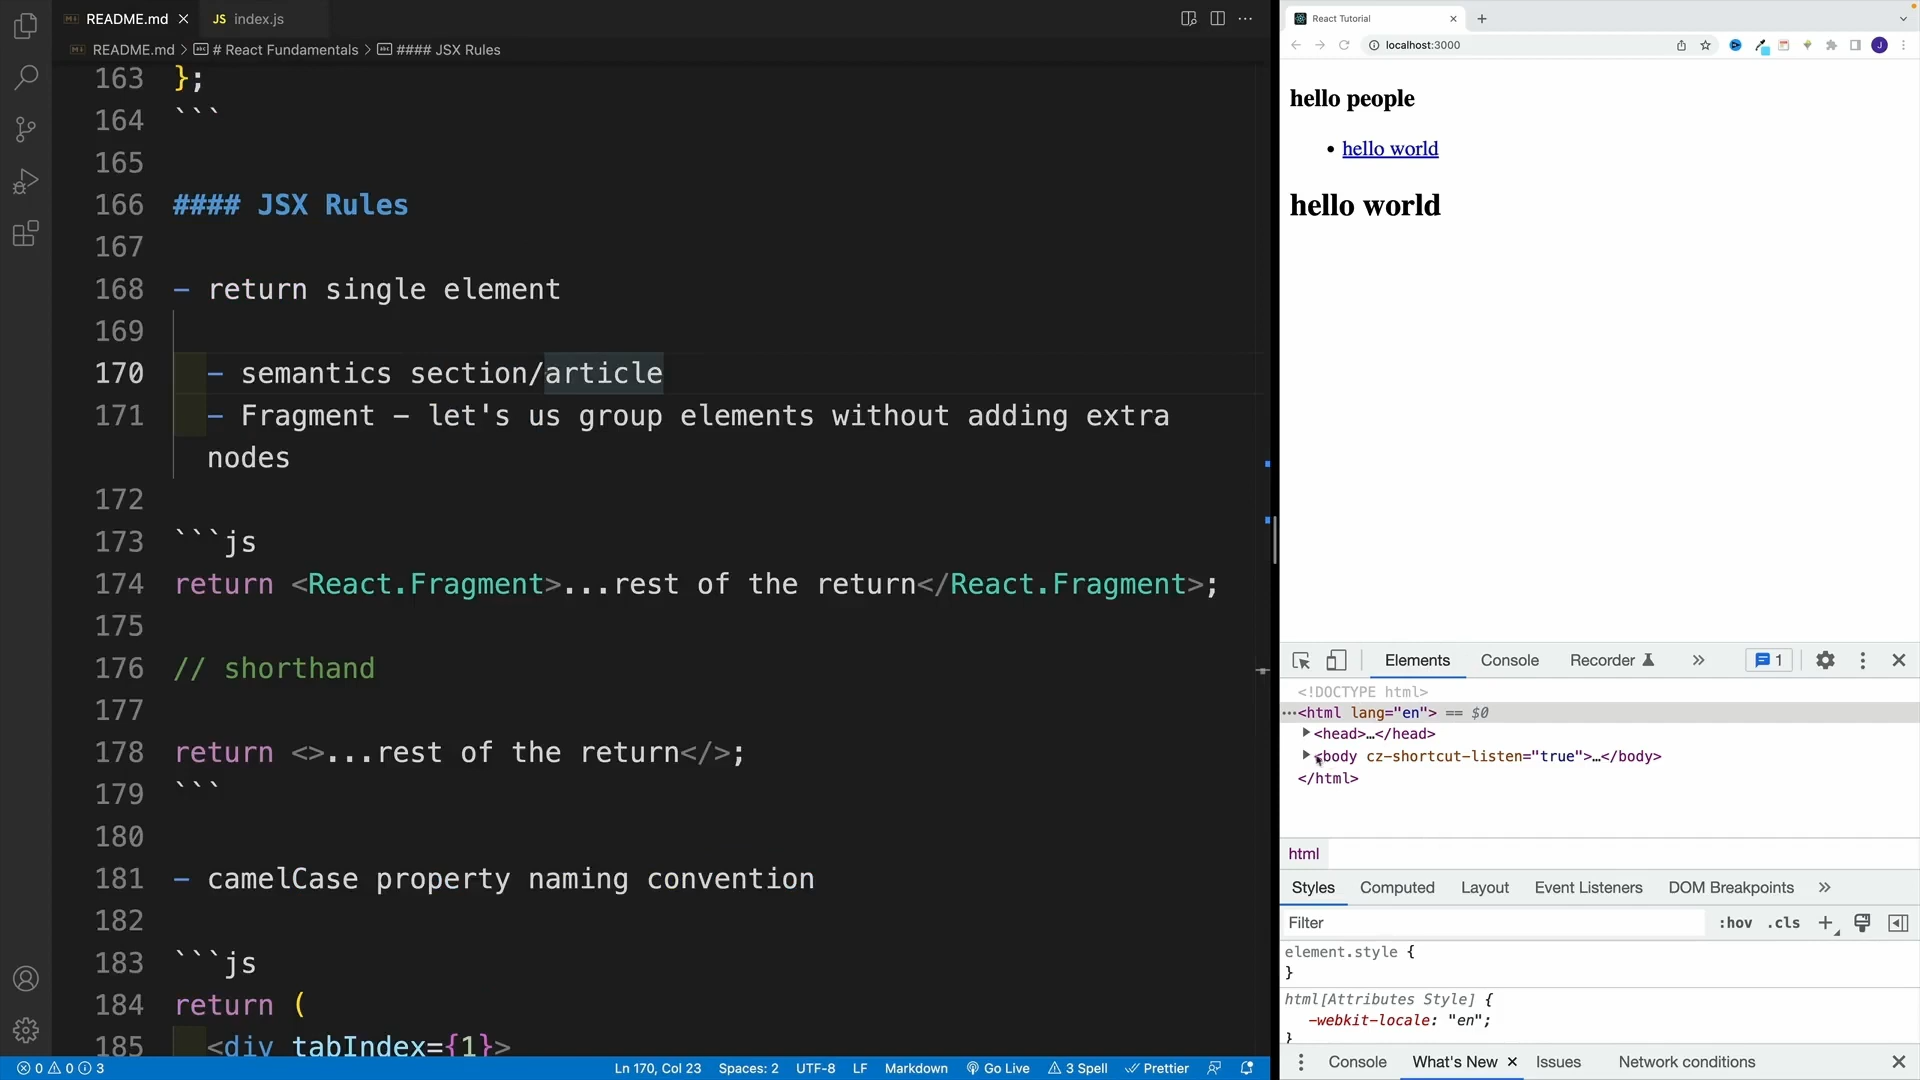 README.md
JS index.js
README.md > # React Fundamentals > #### JSX Rules
163 };
164 ```
165
166 #### JSX Rules
167
168 - return single element
169
170 - semantics section/article
171 - Fragment - let's us group elements without adding extra
nodes
172
173 ```js
174 return <React.Fragment>...rest of the return</React.Fragment>;
175
176 // shorthand
177
178 return <>...rest of the return</>;
179 ```
180
181 - camelCase property naming convention
182
183 ```js
184 return (
185 <div tabIndex={1}>
0 0 3 Ln 170, Col 23 Spaces: 2 UTF-8 LF Markdown Go Live 3 Spell Prettier
React Tutorial
localhost:3000
J
hello people
• hello world
hello world
Elements Console Recorder 1
<!DOCTYPE html>
<html lang="en"> == $0
<head>…</head>
<body cz-shortcut-listen="true">…</body>
</html>
html
Styles Computed Layout Event Listeners DOM Breakpoints
Filter :hov .cls
element.style {
}
html[Attributes Style] {
-webkit-locale: "en";
}
Console What's New Issues Network conditions